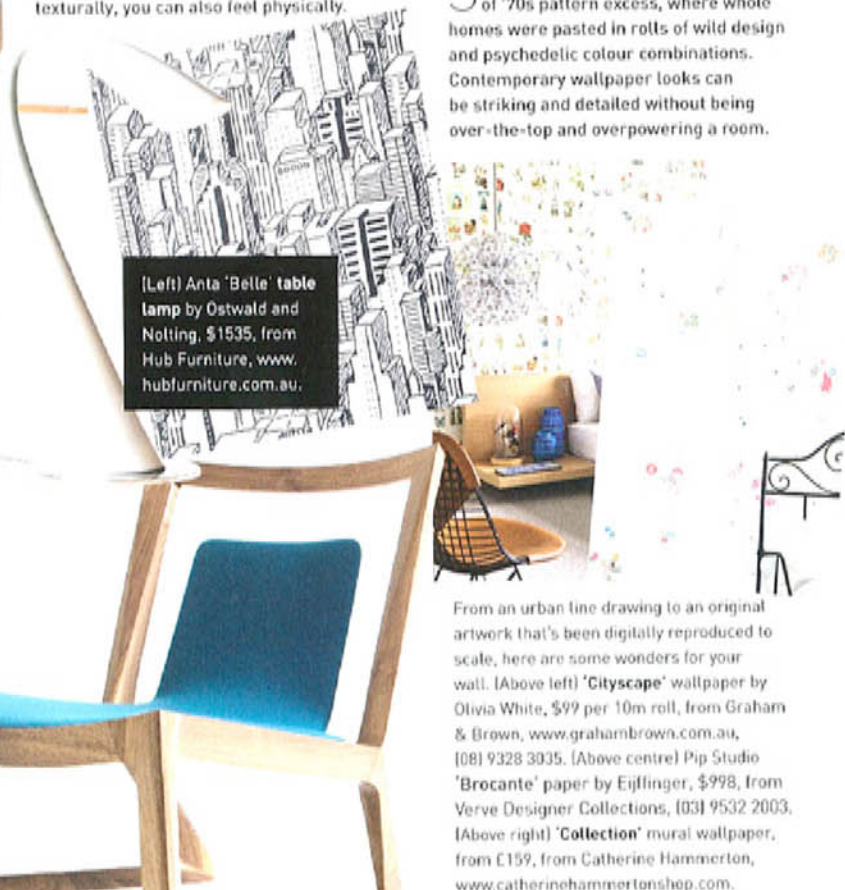 texturally, you can also feel physically.
of '70s pattern excess, where whole
homes were pasted in rolls of wild design
and psychedelic colour combinations.
Contemporary wallpaper looks can
be striking and detailed without being
over-the-top and overpowering a room.
(Left) Anta 'Belle' table
lamp by Ostwald and
Nolting, $1535, from
Hub Furniture, www.
hubfurniture.com.au.
From an urban line drawing to an original
artwork that's been digitally reproduced to
scale, here are some wonders for your
wall. (Above left) 'Cityscape' wallpaper by
Olivia White, $99 per 10m roll, from Graham
& Brown, www.grahambrown.com.au,
(08) 9328 3035. (Above centre) Pip Studio
'Brocante' paper by Eijffinger, $998, from
Verve Designer Collections, (03) 9532 2003.
(Above right) 'Collection' mural wallpaper,
from £159, from Catherine Hammerton,
www.catherinehammertonshop.com.